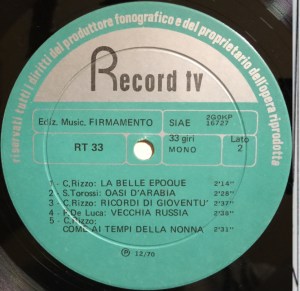 riservati tutti i diritti del produttore fonografico e del proprietario dell'opera riprodotta
Record tv
Ediz. Music. FIRMAMENTO
SIAE
2G0KP
16727
RT 33
33 giri
MONO
Lato
2
1 - C.Rizzo: LA BELLE EPOQUE 2'14"
2 - S.Torossi: OASI D'ARABIA 2'28"
3 - C.Rizzo: RICORDI DI GIOVENTU' 2'37"
4 - P.De Luca: VECCHIA RUSSIA 2'38"
5 - C.Rizzo:
COME AI TEMPI DELLA NONNA 2'31"
℗ 12/70